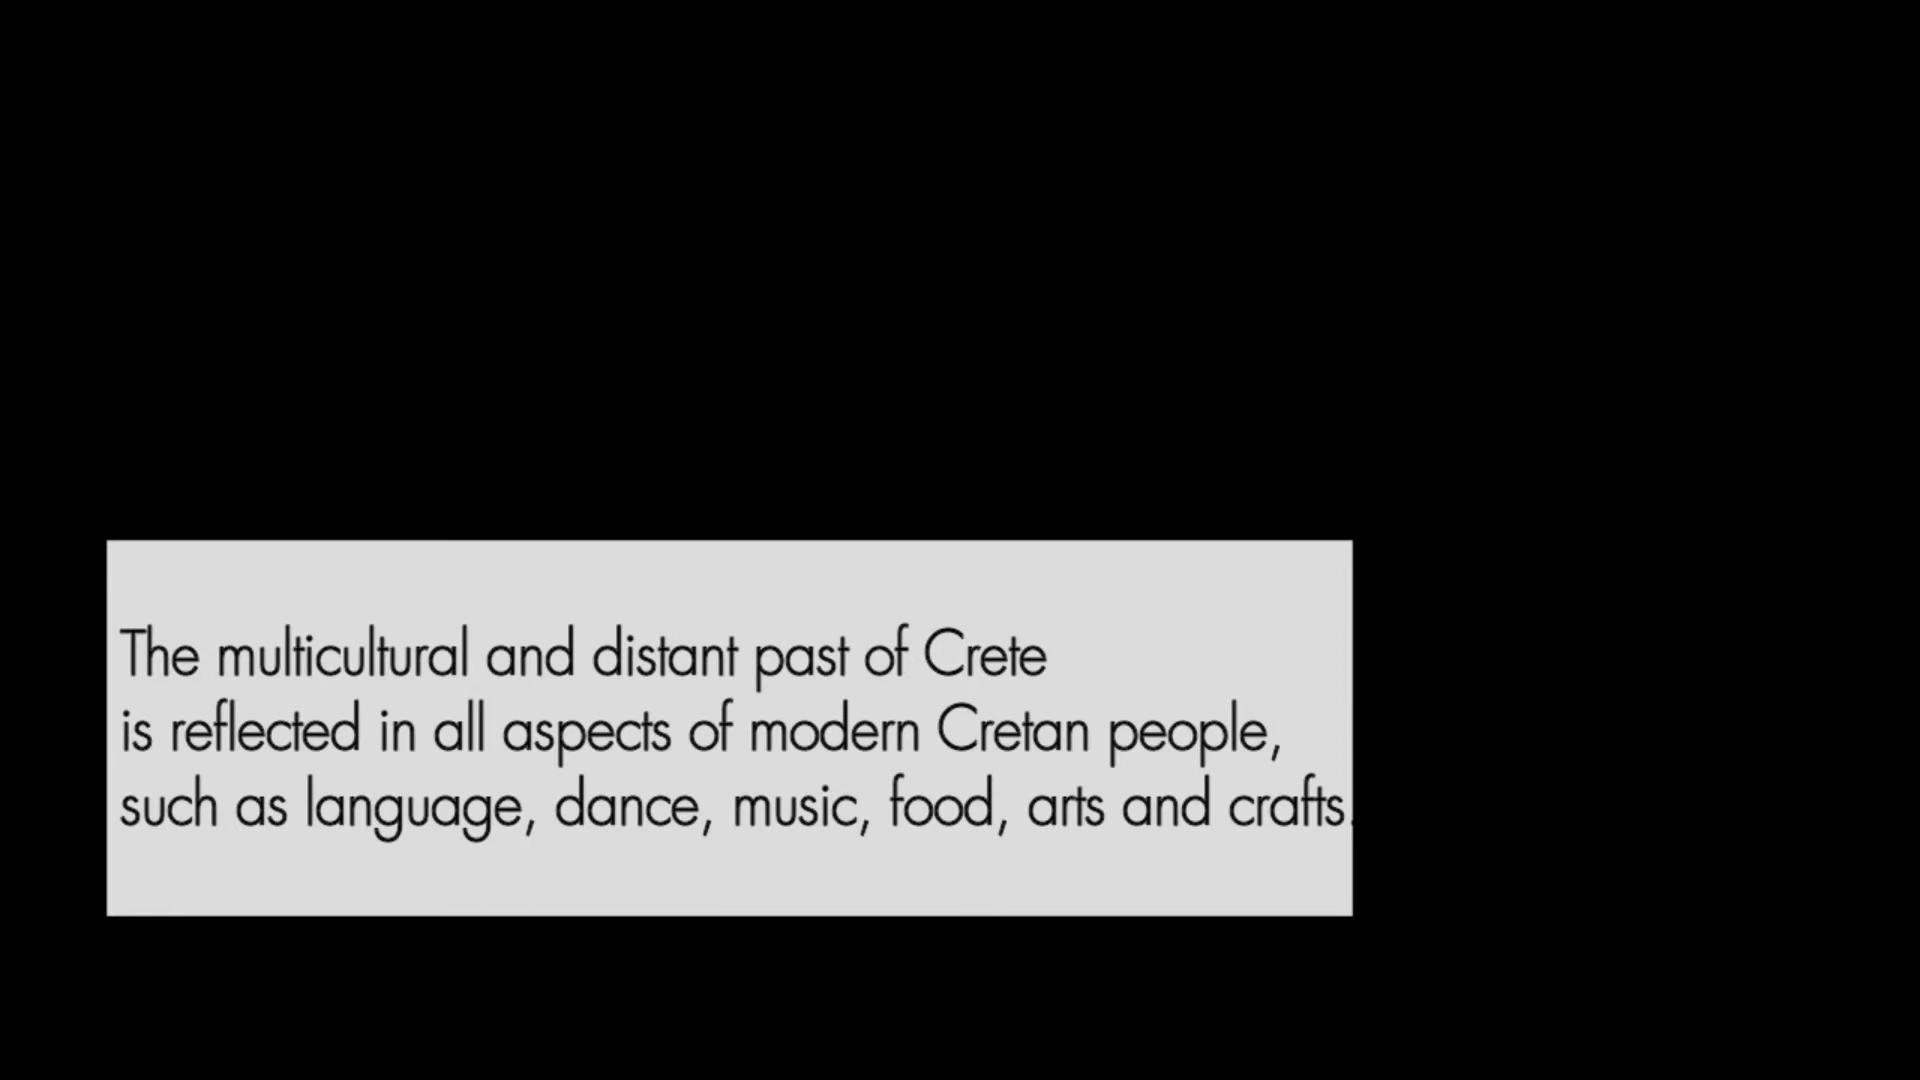 The multicultural and distant past of Crete
is reflected in all aspects of modern Cretan people,
such as language, dance, music, food, arts and crafts.